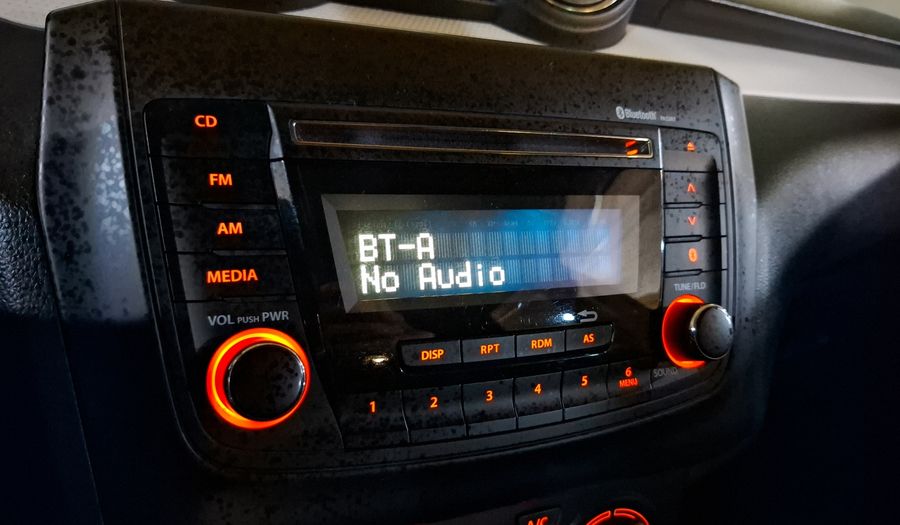 CD
Bluetooth
FM
AM
MEDIA
BT-A
No Audio
VOL PUSH PWR
TUNE/FLD
DISP
RPT
RDM
AS
SOUND
1
2
3
4
5
6
MENU
A/C